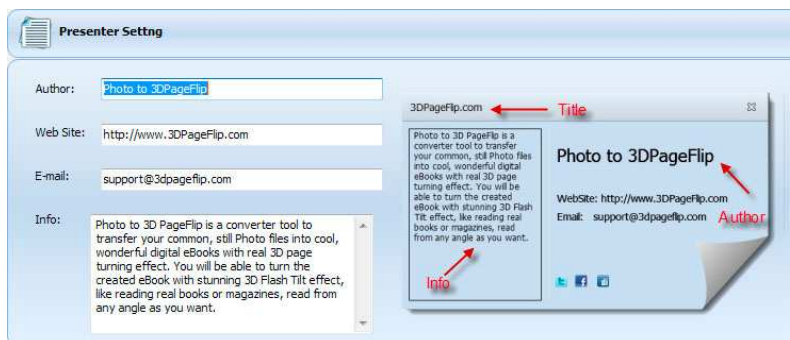 Presenter Settng
Author:
Photo to 3DPageFlip
Web Site:
http://www.3DPageFlip.com
E-mail:
support@3dpageflip.com
Info:
Photo to 3D PageFlip is a converter tool to
transfer your common, still Photo files into cool,
wonderful digital eBooks with real 3D page
turning effect. You will be able to turn the
created eBook with stunning 3D Flash Tilt effect,
like reading real books or magazines, read from
any angle as you want.
3DPageFlip.com
Title
Photo to 3D PageFlip is a
converter tool to transfer
your common, still Photo files
into cool, wonderful digital
eBooks with real 3D page
turning effect. You will be
able to turn the created
eBook with stunning 3D Flash
Tilt effect, like reading real
books or magazines, read
from any angle as you want.
Info
Photo to 3DPageFlip
WebSite: http://www.3DPageFlip.com
Email: support@3dpageflip.com
Author